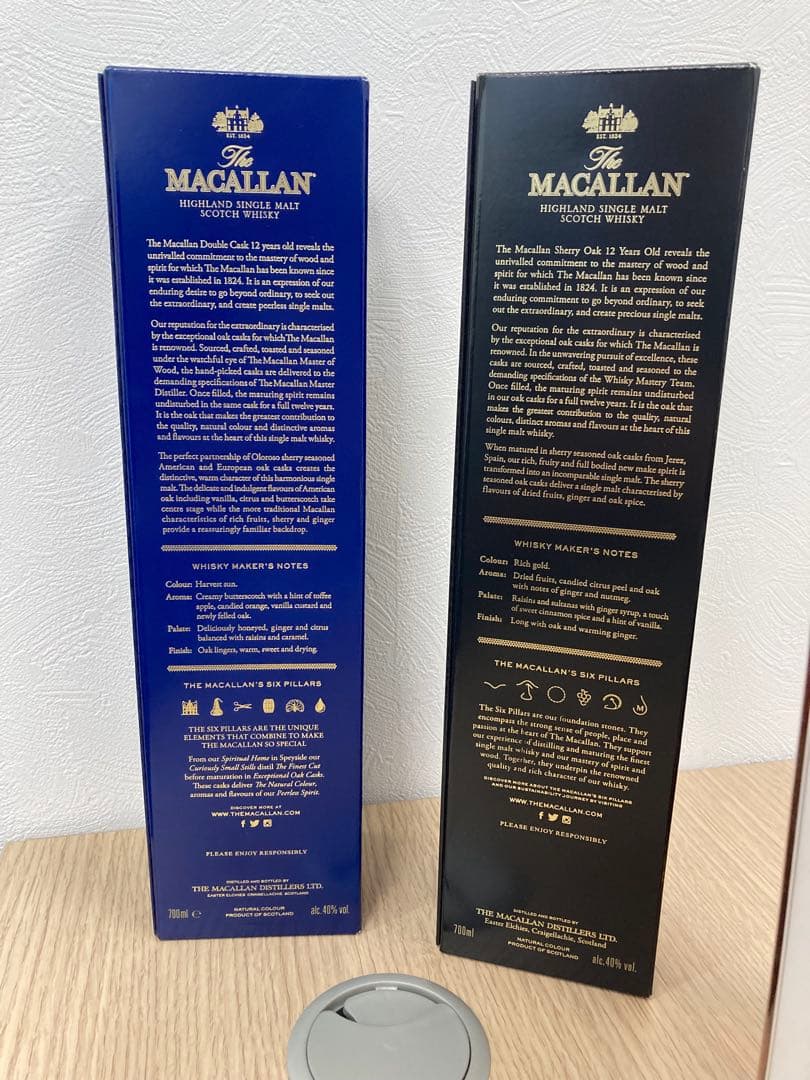 EST. 1824
The
MACALLAN
HIGHLAND SINGLE MALT
SCOTCH WHISKY
The Macallan Double Cask 12 years old reveals the
unrivalled commitment to the mastery of wood and
spirit for which The Macallan has been known since
it was established in 1824. It is an expression of our
enduring desire to go beyond ordinary, to seek out
the extraordinary, and create peerless single malts.
Our reputation for the extraordinary is characterised
by the exceptional oak casks for which The Macallan
is renowned. Sourced, crafted, toasted and seasoned
under the watchful eye of The Macallan Master of
Wood, the hand-picked casks are delivered to the
demanding specifications of The Macallan Master
Distiller. Once filled, the maturing spirit remains
undisturbed in the same cask for a full twelve years.
It is the oak that makes the greatest contribution to
the quality, natural colour and distinctive aromas
and flavours at the heart of this single malt whisky.
The perfect partnership of Oloroso sherry seasoned
American and European oak casks creates the
distinctive, warm character of this harmonious single
malt. The delicate and indulgent flavours of American
oak including vanilla, citrus and butterscotch take
centre stage while the more traditional Macallan
characteristics of rich fruits, sherry and ginger
provide a reassuringly familiar backdrop.
WHISKY MAKER'S NOTES
Colour: Harvest sun.
Aroma: Creamy butterscotch with a hint of toffee
apple, candied orange, vanilla custard and
newly felled oak.
Palate: Deliciously honeyed, ginger and citrus
balanced with raisins and caramel.
Finish: Oak lingers, warm, sweet and drying.
THE MACALLAN'S SIX PILLARS
THE SIX PILLARS ARE THE UNIQUE
ELEMENTS THAT COMBINE TO MAKE
THE MACALLAN SO SPECIAL
From our Spiritual Home in Speyside our
Curiously Small Stills distil The Finest Cut
before maturation in Exceptional Oak Casks.
These casks deliver The Natural Colour,
aromas and flavours of our Peerless Spirit.
DISCOVER MORE AT
WWW.THEMACALLAN.COM
PLEASE ENJOY RESPONSIBLY
DISTILLED AND BOTTLED BY
THE MACALLAN DISTILLERS LTD.
EASTER ELCHIES CRAIGELLACHIE SCOTLAND
700ml e NATURAL COLOUR alc. 40% vol.
PRODUCT OF SCOTLAND
EST. 1824
The
MACALLAN
HIGHLAND SINGLE MALT
SCOTCH WHISKY
The Macallan Sherry Oak 12 Years Old reveals the
unrivalled commitment to the mastery of wood and
spirit for which The Macallan has been known since
it was established in 1824. It is an expression of our
enduring commitment to go beyond ordinary, to seek
out the extraordinary, and create precious single malts.
Our reputation for the extraordinary is characterised
by the exceptional oak casks for which The Macallan is
renowned. In the unwavering pursuit of excellence, these
casks are sourced, crafted, toasted and seasoned to the
demanding specifications of the Whisky Mastery Team.
Once filled, the maturing spirit remains undisturbed
in our oak casks for a full twelve years. It is the oak that
makes the greatest contribution to the quality, natural
colours, distinct aromas and flavours at the heart of this
single malt whisky.
When matured in sherry seasoned oak casks from Jerez,
Spain, our rich, fruity and full bodied new make spirit is
transformed into an incomparable single malt. The sherry
seasoned oak casks deliver a single malt characterised by
flavours of dried fruits, ginger and oak spice.
WHISKY MAKER'S NOTES
Colour: Rich gold.
Aroma: Dried fruits, candied citrus peel and oak
with notes of ginger and nutmeg.
Palate: Raisins and sultanas with ginger syrup, a touch
of sweet cinnamon spice and a hint of vanilla.
Finish: Long with oak and warming ginger.
THE MACALLAN'S SIX PILLARS
M
The Six Pillars are our foundation stones. They
encompass the strong sense of people, place and
passion at the heart of The Macallan. They support
our experience of distilling and maturing the finest
single malt whisky and our mastery of spirit and
wood. Together, they underpin the renowned
quality and rich character of our whisky.
DISCOVER MORE ABOUT THE MACALLAN'S SIX PILLARS
AND OUR SUSTAINABILITY JOURNEY BY VISITING
WWW.THEMACALLAN.COM
PLEASE ENJOY RESPONSIBLY
DISTILLED AND BOTTLED BY
THE MACALLAN DISTILLERS LTD.
Easter Elchies, Craigellachie, Scotland
700ml NATURAL COLOUR alc. 40% vol.
PRODUCT OF SCOTLAND